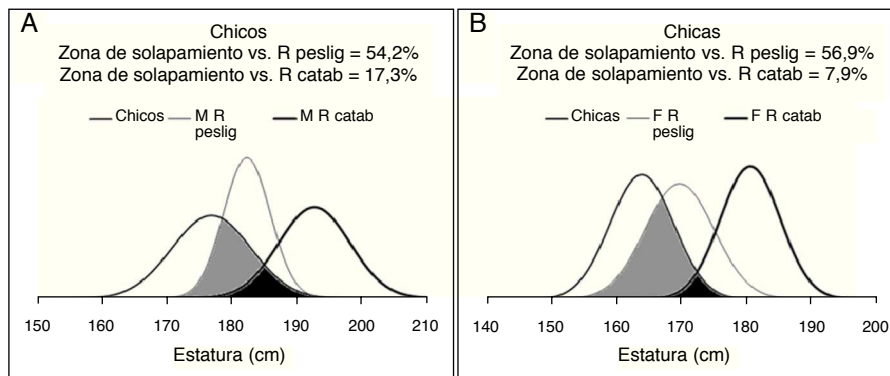 A
Chicos
Zona de solapamiento vs. R peslig = 54,2%
Zona de solapamiento vs. R catab = 17,3%
Chicos
M R peslig
M R catab
150 160 170 180 190 200 210
Estatura (cm)
B
Chicas
Zona de solapamiento vs. R peslig = 56,9%
Zona de solapamiento vs. R catab = 7,9%
Chicas
F R peslig
F R catab
140 150 160 170 180 190 200
Estatura (cm)